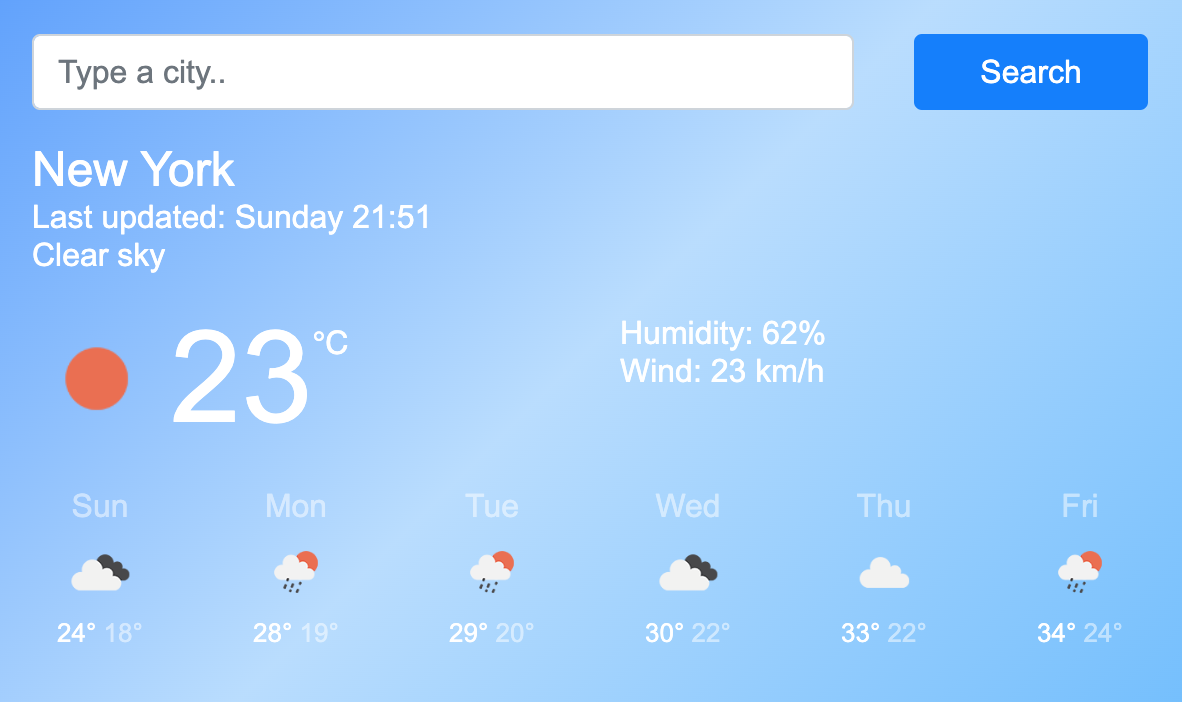 Type a city..
Search
New York
Last updated: Sunday 21:51
Clear sky
23 °C
Humidity: 62%
Wind: 23 km/h
Sun Mon Tue Wed Thu Fri
24° 18° 28° 19° 29° 20° 30° 22° 33° 22° 34° 24°